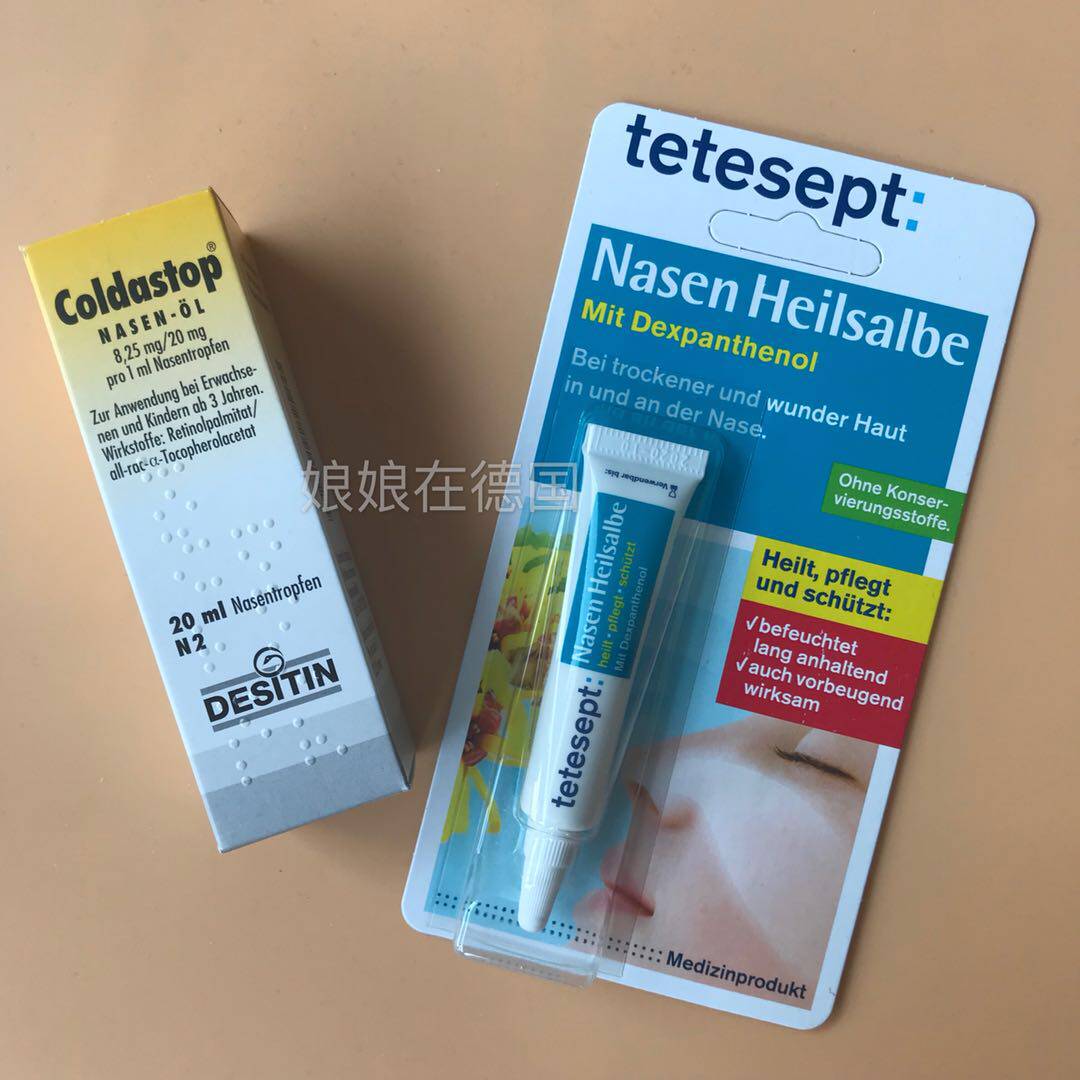 Coldastop®
NASEN-ÖL
8,25 mg/20 mg
pro 1 ml Nasentropfen
Zur Anwendung bei Erwachse-
nen und Kindern ab 3 Jahren.
Wirkstoffe: Retinolpalmitat/
all-rac-α-Tocopherolacetat
20 ml Nasentropfen
N2
DESITIN
娘娘在德国
tetesept:
Nasen Heilsalbe
Mit Dexpanthenol
Bei trockener und wunder Haut
in und an der Nase.
Ohne Konser-
vierungsstoffe.
Heilt, pflegt
und schützt:
√befeuchtet
lang anhaltend
√auch vorbeugend
wirksam
Verwendbar bis:
tetesept:
Nasen Heilsalbe
heilt • pflegt • schützt
Mit Dexpanthenol
Medizinprodukt